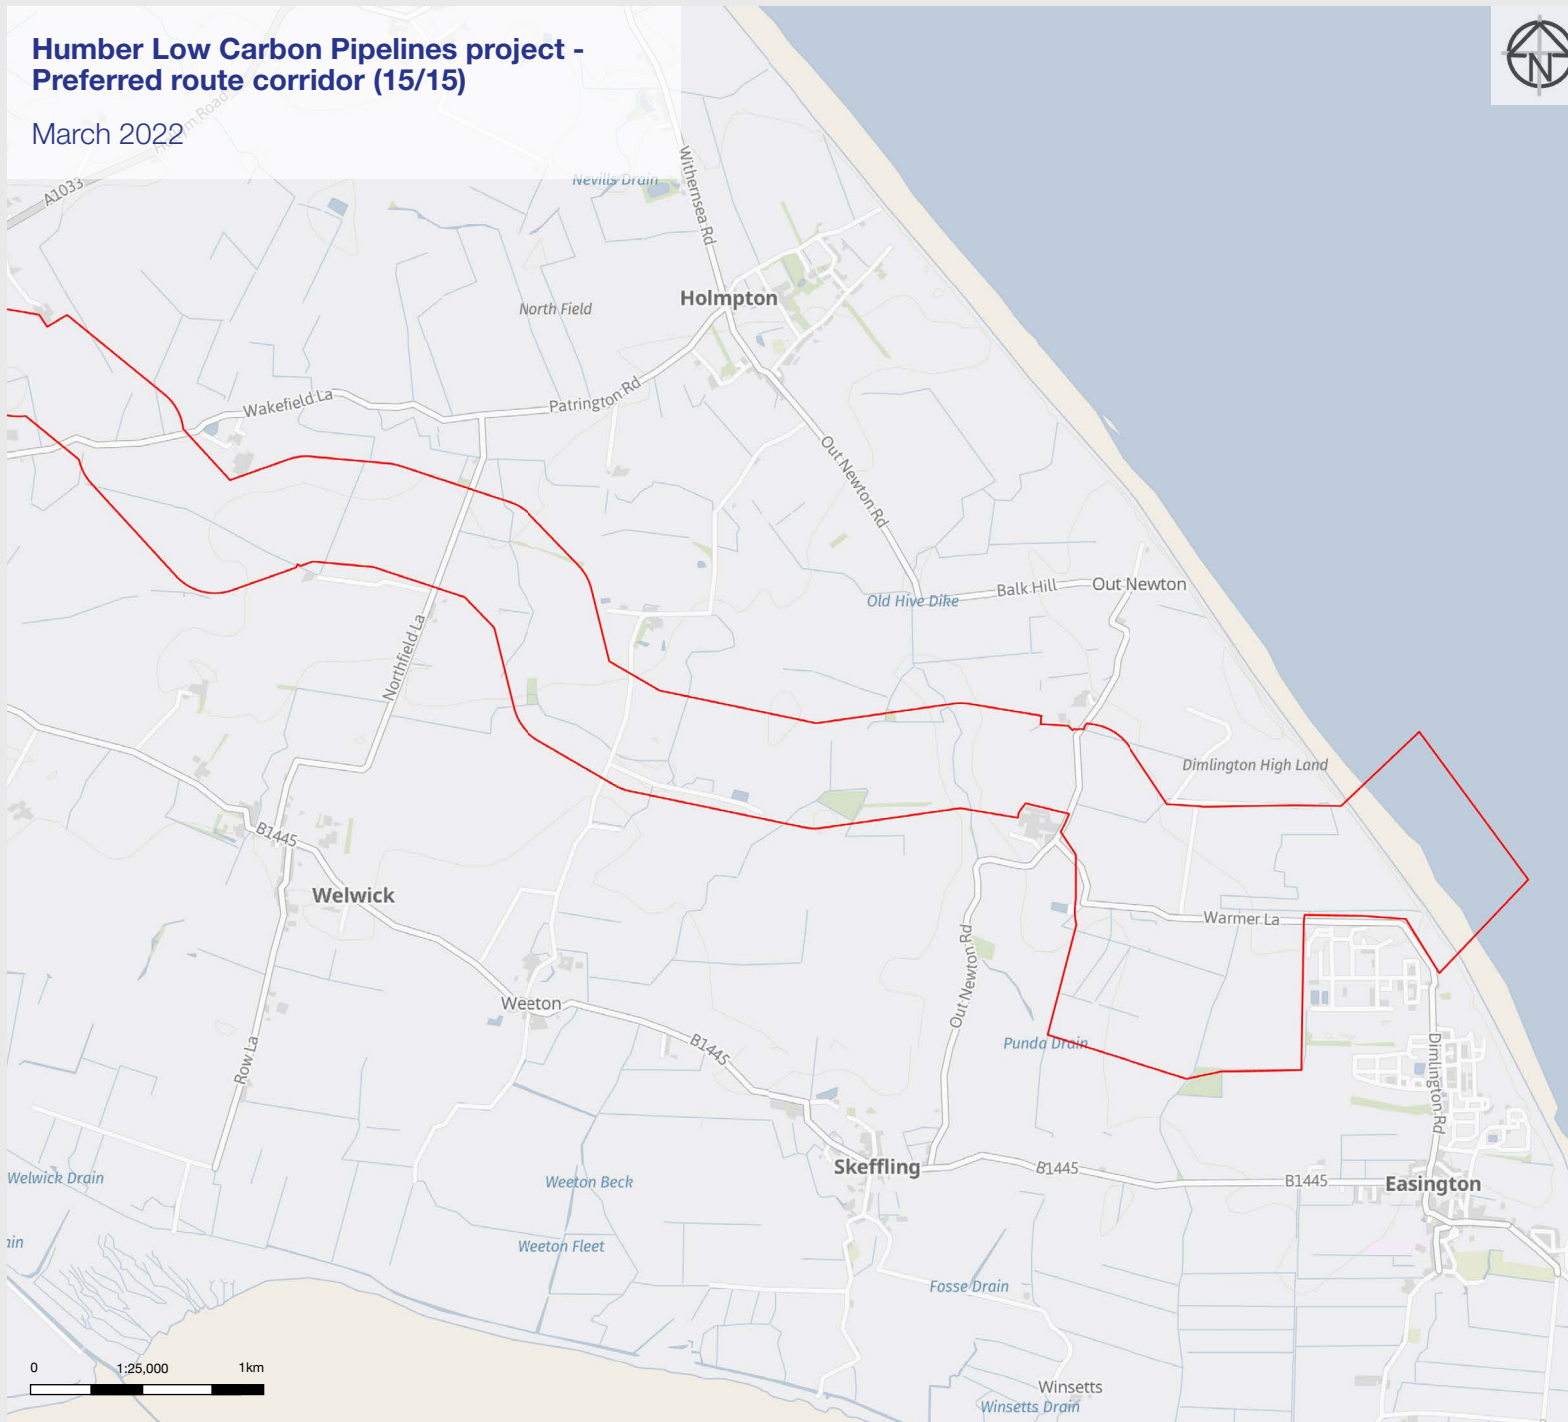 Humber Low Carbon Pipelines project -
Preferred route corridor (15/15)
March 2022
N
A1033
Nevills Drain
Withernsea Rd
Holmpton
North Field
Wakefield La
Patrington Rd
Out Newton Rd
Old Hive Dike
Balk Hill
Out Newton
Northfield La
Dimlington High Land
B1445
Welwick
Warmer La
Out Newton Rd
Weeton
Punda Drain
B1445
Row La
Dimlington Rd
Skeffling
B1445
B1445
Easington
Welwick Drain
Weeton Beck
Weeton Fleet
Fosse Drain
Winsetts
Winsetts Drain
0 1:25,000 1km